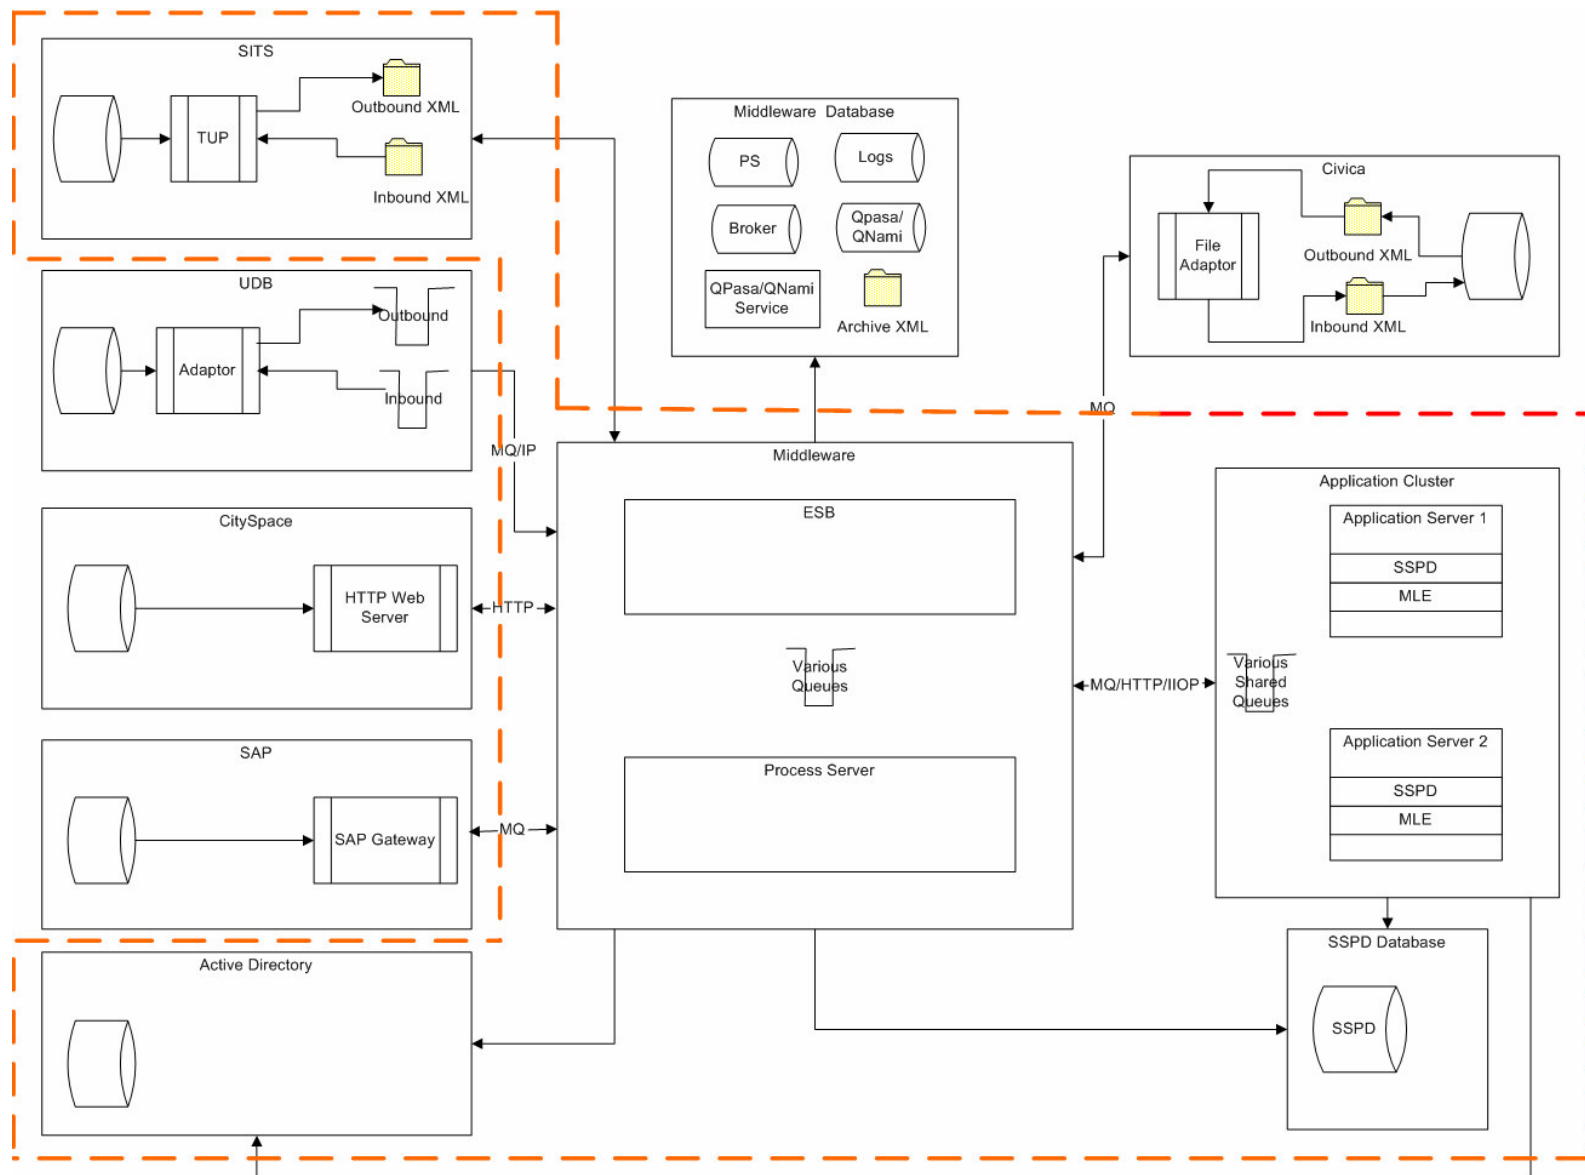 SITS
Outbound XML
TUP
Inbound XML
UDB
Outbound
Adaptor
Inbound
MQ/IP
CitySpace
HTTP Web
Server
HTTP
SAP
SAP Gateway
MQ
Active Directory
Middleware Database
PS
Logs
Broker
Qpasa/
QNami
QPasa/QNami
Service
Archive XML
Middleware
ESB
Various
Queues
Process Server
Civica
File
Adaptor
Outbound XML
Inbound XML
MQ
MQ/HTTP/IIOP
Application Cluster
Application Server 1
SSPD
MLE
Various
Shared
Queues
Application Server 2
SSPD
MLE
SSPD Database
SSPD